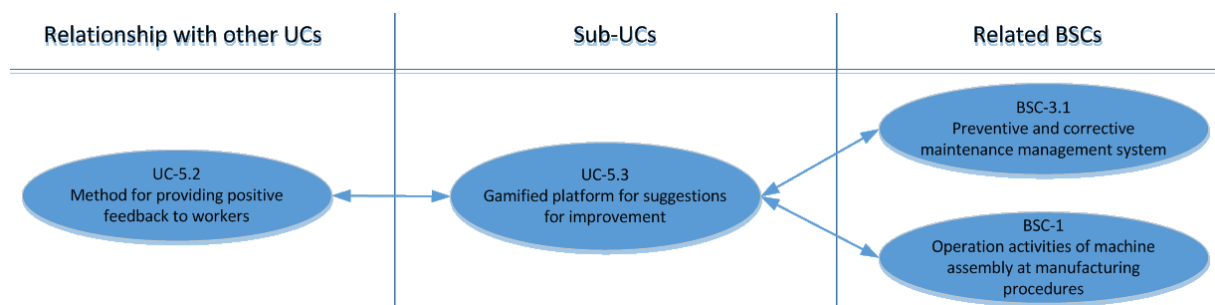 Relationship with other UCs
Sub-UCs
Related BSCs
UC-5.2
Method for providing positive
feedback to workers
UC-5.3
Gamified platform for suggestions
for improvement
BSC-3.1
Preventive and corrective
maintenance management system
BSC-1
Operation activities of machine
assembly at manufacturing
procedures